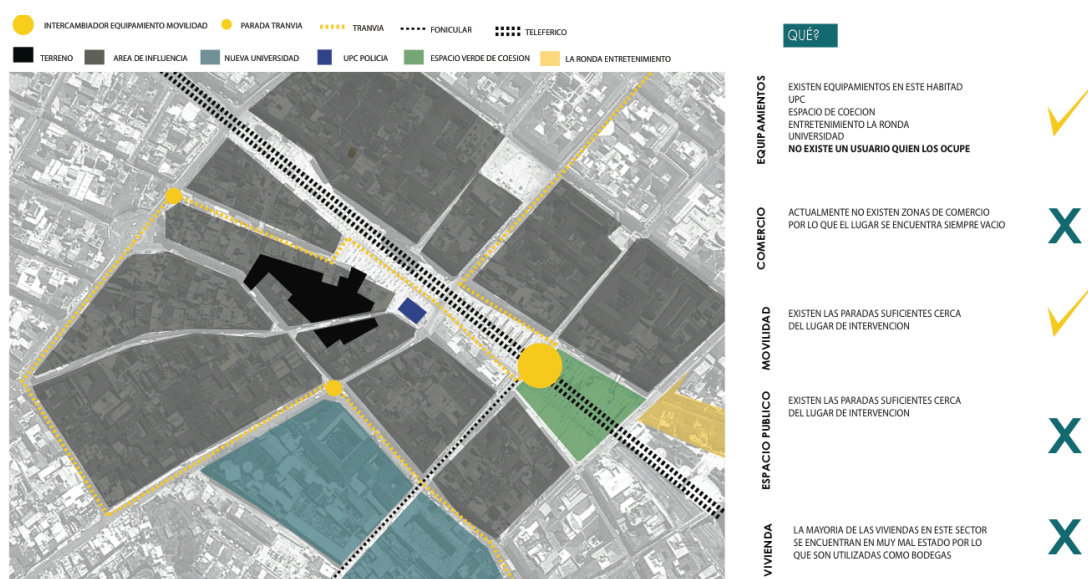 INTERCAMBIADOR EQUIPAMIENTO MOVILIDAD
PARADA TRANVIA
TRANVIA
FONICULAR
TELEFERICO
TERRENO
AREA DE INFLUENCIA
NUEVA UNIVERSIDAD
UPC POLICIA
ESPACIO VERDE DE COESION
LA RONDA ENTRETENIMIENTO
QUÉ?
EQUIPAMIENTOS
EXISTEN EQUIPAMIENTOS EN ESTE HABITAD
UPC
ESPACIO DE COECION
ENTRETENIMIENTO LA RONDA
UNIVERSIDAD
NO EXISTE UN USUARIO QUIEN LOS OCUPE
COMERCIO
ACTUALMENTE NO EXISTEN ZONAS DE COMERCIO
POR LO QUE EL LUGAR SE ENCUENTRA SIEMPRE VACIO
X
MOVILIDAD
EXISTEN LAS PARADAS SUFICIENTES CERCA
DEL LUGAR DE INTERVENCION
ESPACIO PUBLICO
EXISTEN LAS PARADAS SUFICIENTES CERCA
DEL LUGAR DE INTERVENCION
X
VIVIENDA
LA MAYORIA DE LAS VIVIENDAS EN ESTE SECTOR
SE ENCUENTRAN EN MUY MAL ESTADO POR LO
QUE SON UTILIZADAS COMO BODEGAS
X